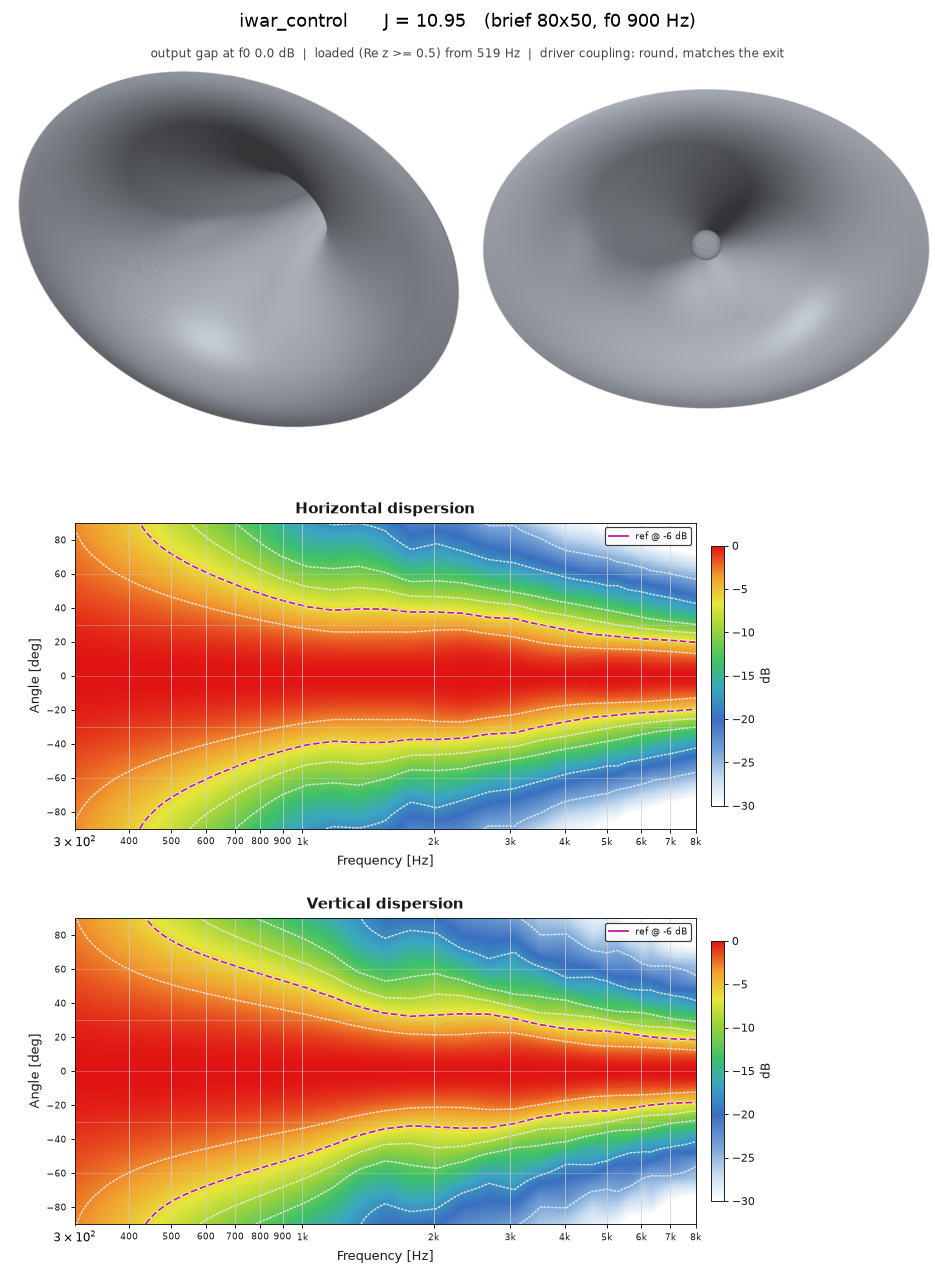 iwar_control J = 10.95 (brief 80x50, f0 900 Hz)
output gap at f0 0.0 dB | loaded (Re z >= 0.5) from 519 Hz | driver coupling: round, matches the exit
Horizontal dispersion
ref @ -6 dB
Angle [deg]
80
60
40
20
0
−20
−40
−60
−80
3 × 10² 400 500 600 700 800 900 1k 2k 3k 4k 5k 6k 7k 8k
Frequency [Hz]
0
−5
−10
−15
−20
−25
−30
dB
Vertical dispersion
ref @ -6 dB
Angle [deg]
80
60
40
20
0
−20
−40
−60
−80
3 × 10² 400 500 600 700 800 900 1k 2k 3k 4k 5k 6k 7k 8k
Frequency [Hz]
0
−5
−10
−15
−20
−25
−30
dB